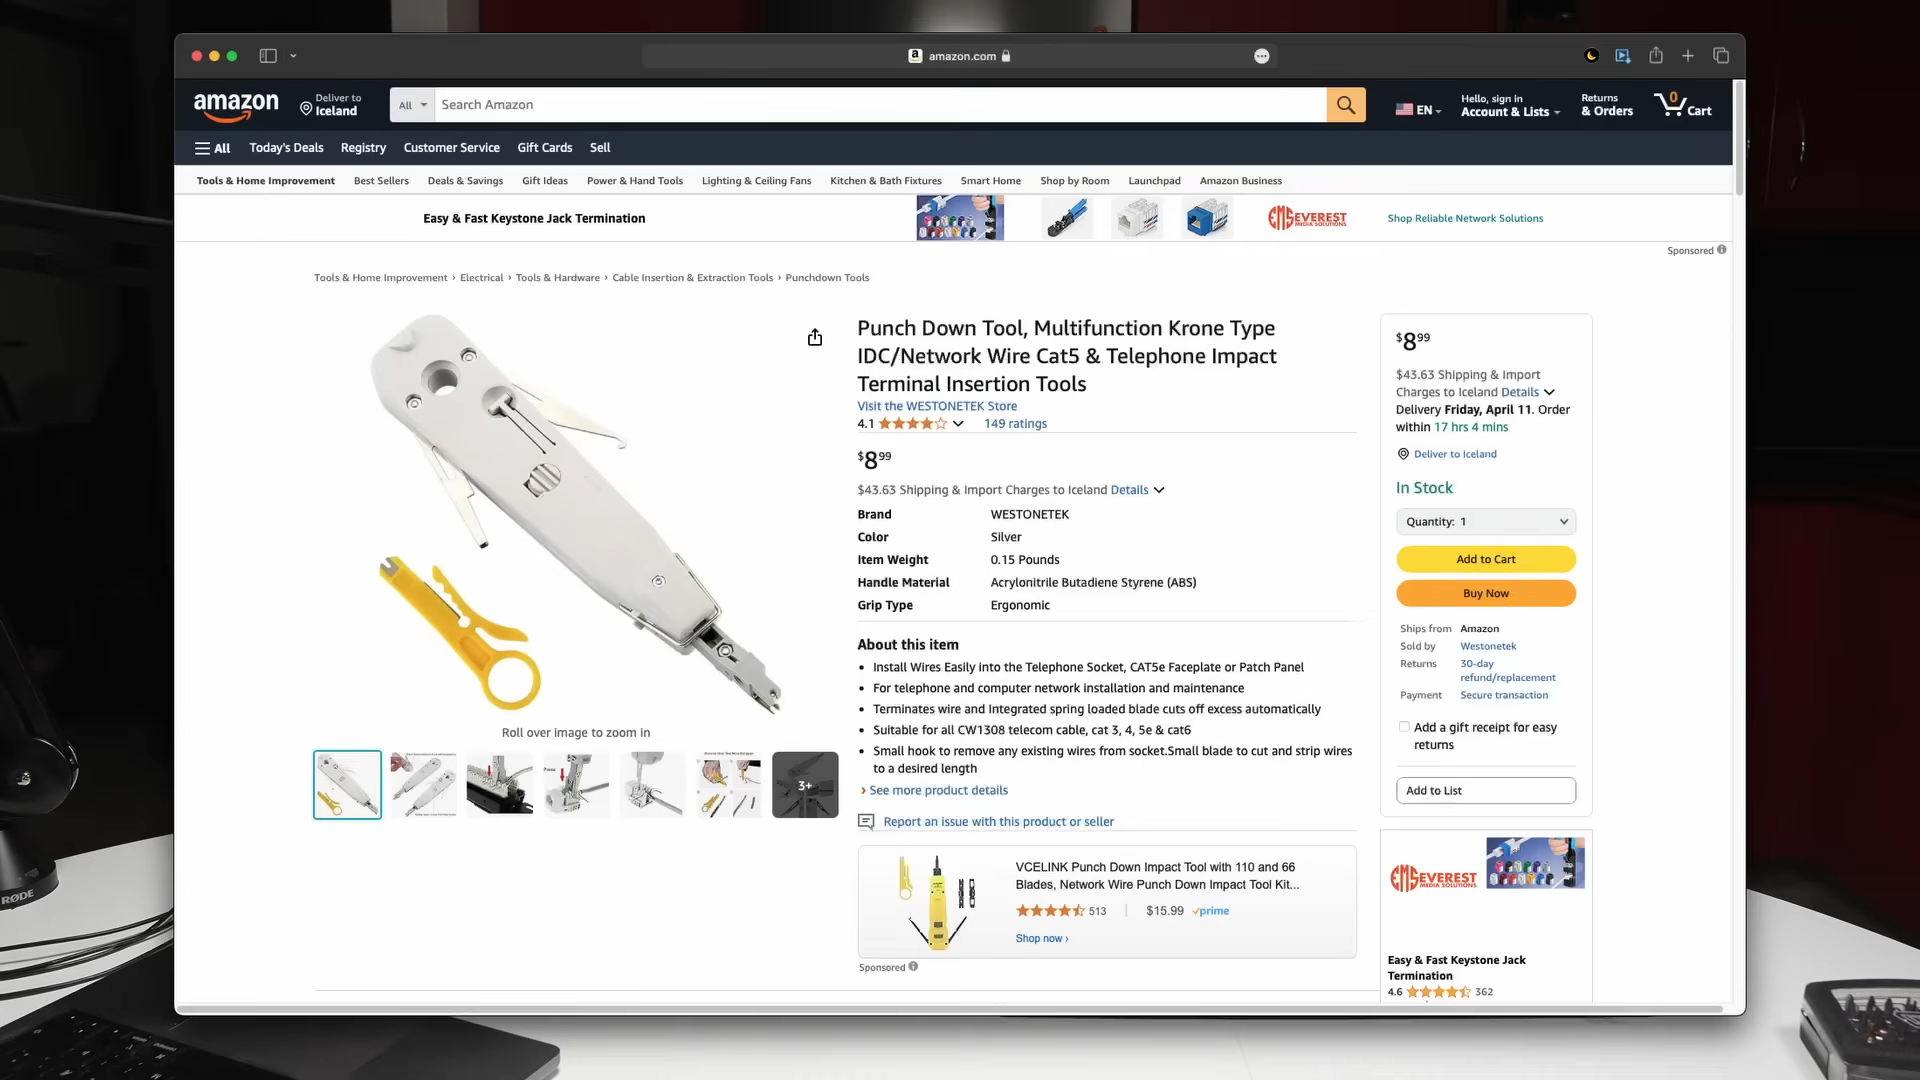 amazon.com
amazon
Deliver to
Iceland
All
Search Amazon
EN
Hello, sign in
Account & Lists
Returns
& Orders
0
Cart
All
Today's Deals
Registry
Customer Service
Gift Cards
Sell
Tools & Home Improvement
Best Sellers
Deals & Savings
Gift Ideas
Power & Hand Tools
Lighting & Ceiling Fans
Kitchen & Bath Fixtures
Smart Home
Shop by Room
Launchpad
Amazon Business
Easy & Fast Keystone Jack Termination
EMS EVEREST
MEDIA SOLUTIONS
Shop Reliable Network Solutions
Sponsored
Tools & Home Improvement › Electrical › Tools & Hardware › Cable Insertion & Extraction Tools › Punchdown Tools
Roll over image to zoom in
3+
Punch Down Tool, Multifunction Krone Type
IDC/Network Wire Cat5 & Telephone Impact
Terminal Insertion Tools
Visit the WESTONETEK Store
4.1
149 ratings
$8 99
$43.63 Shipping & Import Charges to Iceland Details
Brand WESTONETEK
Color Silver
Item Weight 0.15 Pounds
Handle Material Acrylonitrile Butadiene Styrene (ABS)
Grip Type Ergonomic
About this item
• Install Wires Easily into the Telephone Socket, CAT5e Faceplate or Patch Panel
• For telephone and computer network installation and maintenance
• Terminates wire and Integrated spring loaded blade cuts off excess automatically
• Suitable for all CW1308 telecom cable, cat 3, 4, 5e & cat6
• Small hook to remove any existing wires from socket.Small blade to cut and strip wires
to a desired length
› See more product details
Report an issue with this product or seller
VCELINK Punch Down Impact Tool with 110 and 66
Blades, Network Wire Punch Down Impact Tool Kit...
513
$15.99 prime
Shop now ›
Sponsored
$8 99
$43.63 Shipping & Import
Charges to Iceland Details
Delivery Friday, April 11. Order
within 17 hrs 4 mins
Deliver to Iceland
In Stock
Quantity: 1
Add to Cart
Buy Now
Ships from Amazon
Sold by Westonetek
Returns 30-day
refund/replacement
Payment Secure transaction
Add a gift receipt for easy
returns
Add to List
EMS EVEREST
MEDIA SOLUTIONS
Easy & Fast Keystone Jack
Termination
4.6
362
RØDE